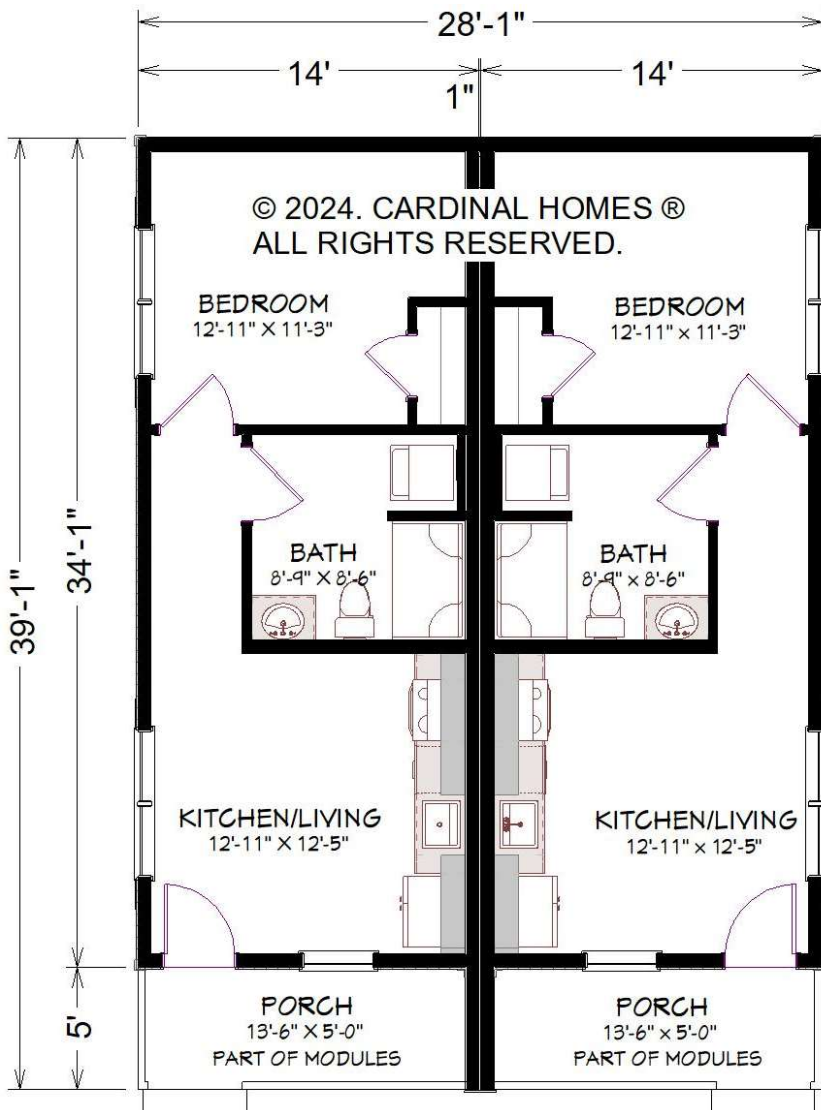 28'-1"
14'
14'
1"
© 2024. CARDINAL HOMES ®
ALL RIGHTS RESERVED.
BEDROOM
12'-11" X 11'-3"
BEDROOM
12'-11" X 11'-3"
39'-1"
34'-1"
BATH
8'-9" X 8'-6"
BATH
8'-9" x 8'-6"
KITCHEN/LIVING
12'-11" X 12'-5"
KITCHEN/LIVING
12'-11" x 12'-5"
5'
PORCH
13'-6" X 5'-0"
PART OF MODULES
PORCH
13'-6" x 5'-0"
PART OF MODULES